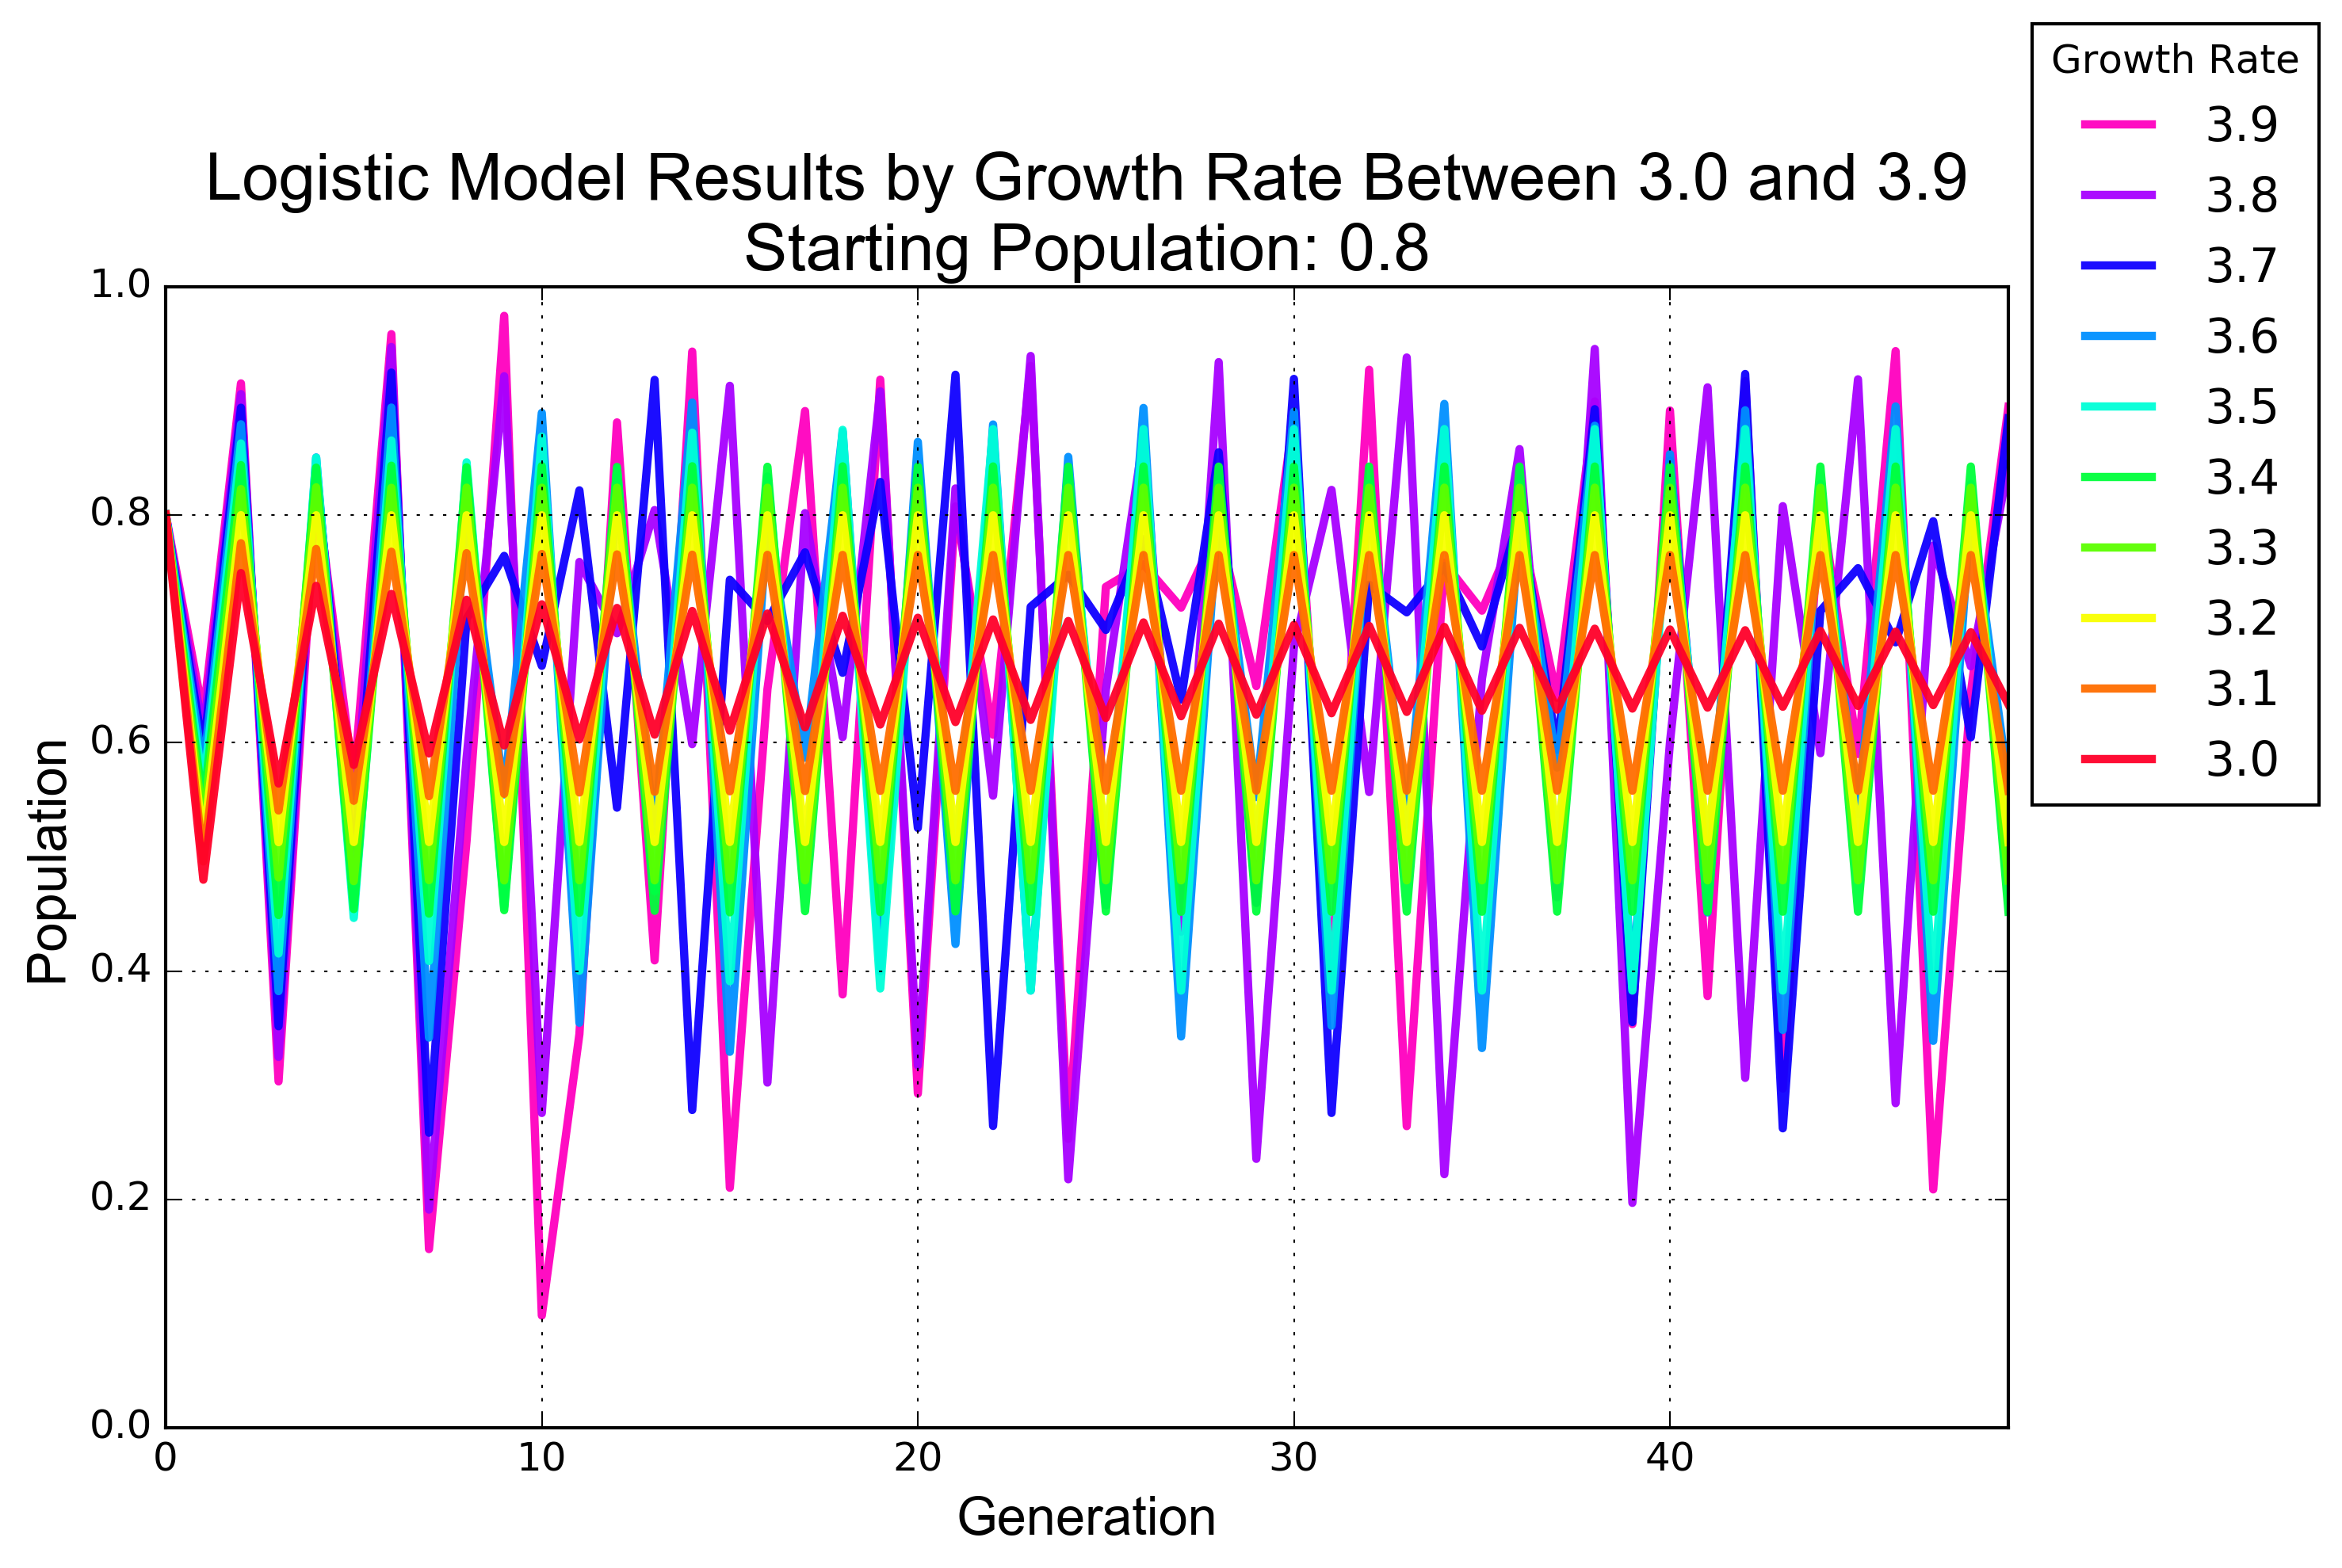 Growth Rate
3.9
3.8
3.7
3.6
3.5
3.4
3.3
3.2
3.1
3.0
Logistic Model Results by Growth Rate Between 3.0 and 3.9
Starting Population: 0.8
Population
1.0
0.8
0.6
0.4
0.2
0.0
0 10 20 30 40
Generation